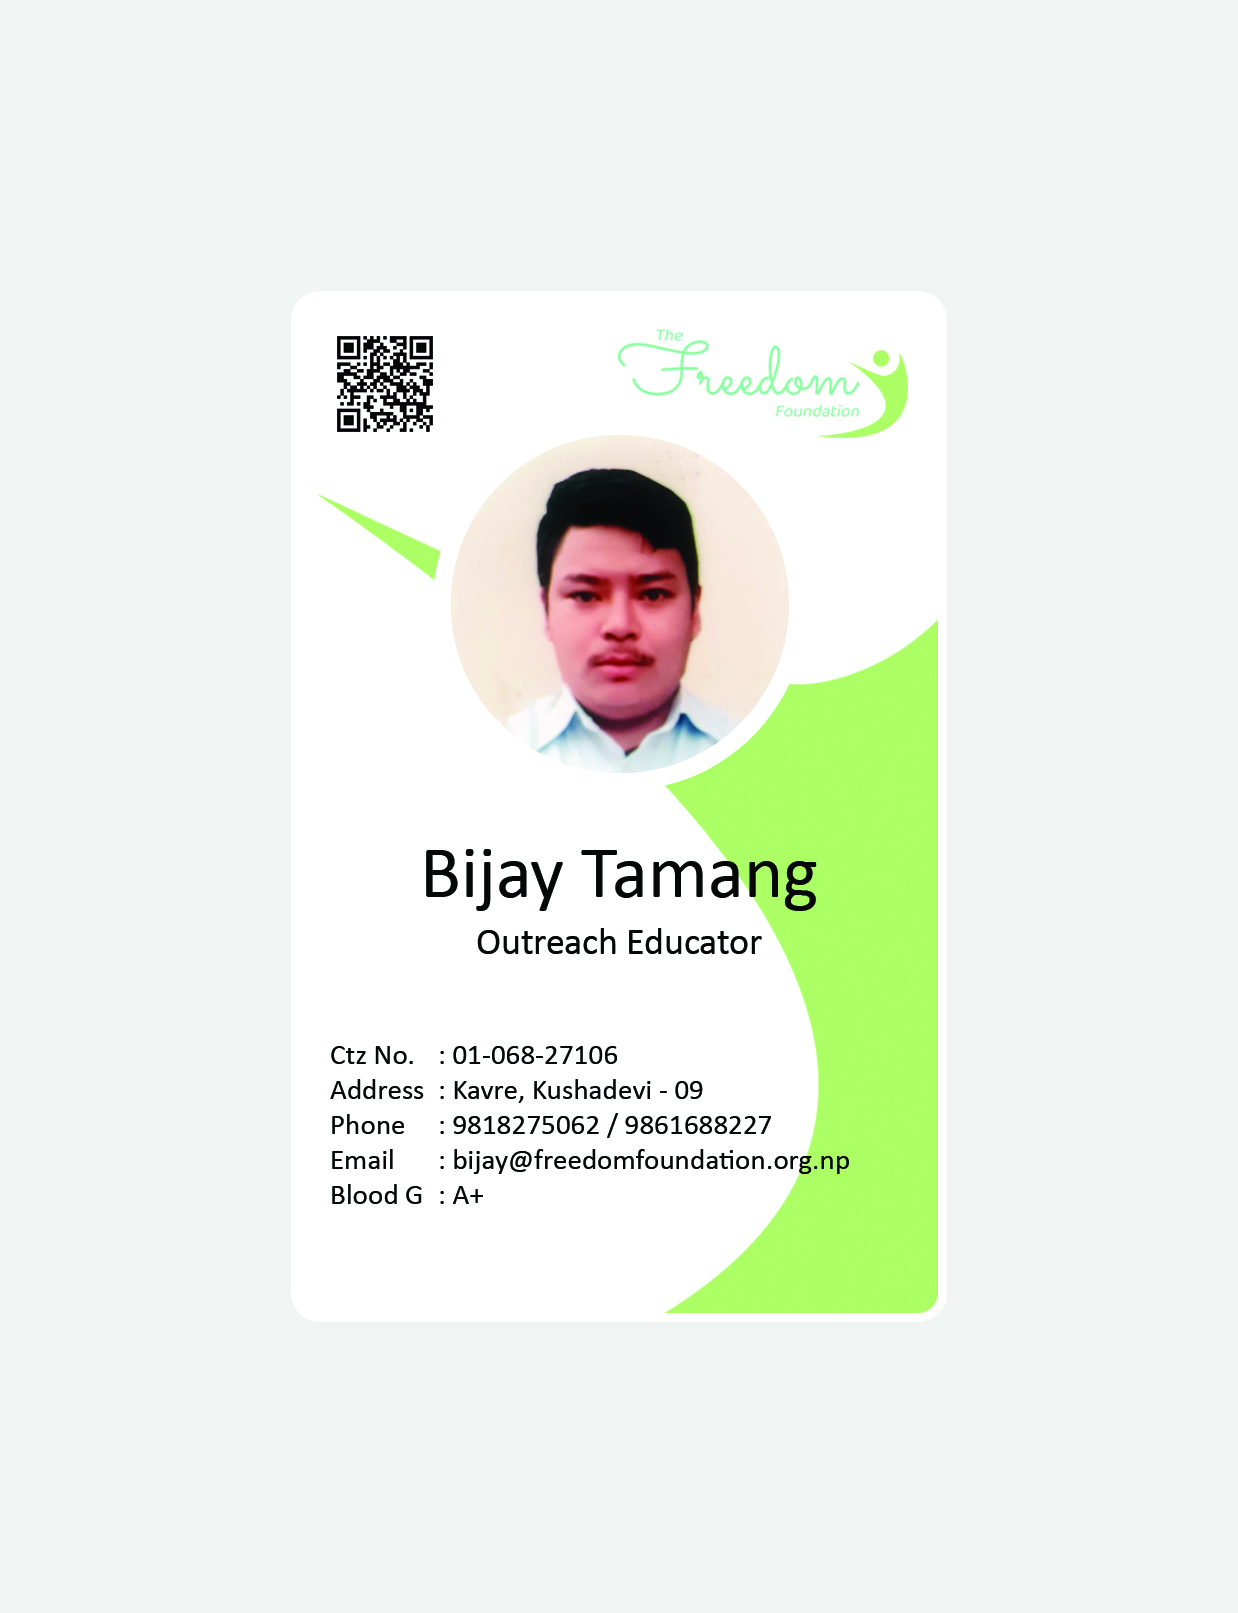 The
Freedom
Foundation
Bijay Tamang
Outreach Educator
Ctz No. : 01-068-27106
Address : Kavre, Kushadevi - 09
Phone : 9818275062 / 9861688227
Email : bijay@freedomfoundation.org.np
Blood G : A+